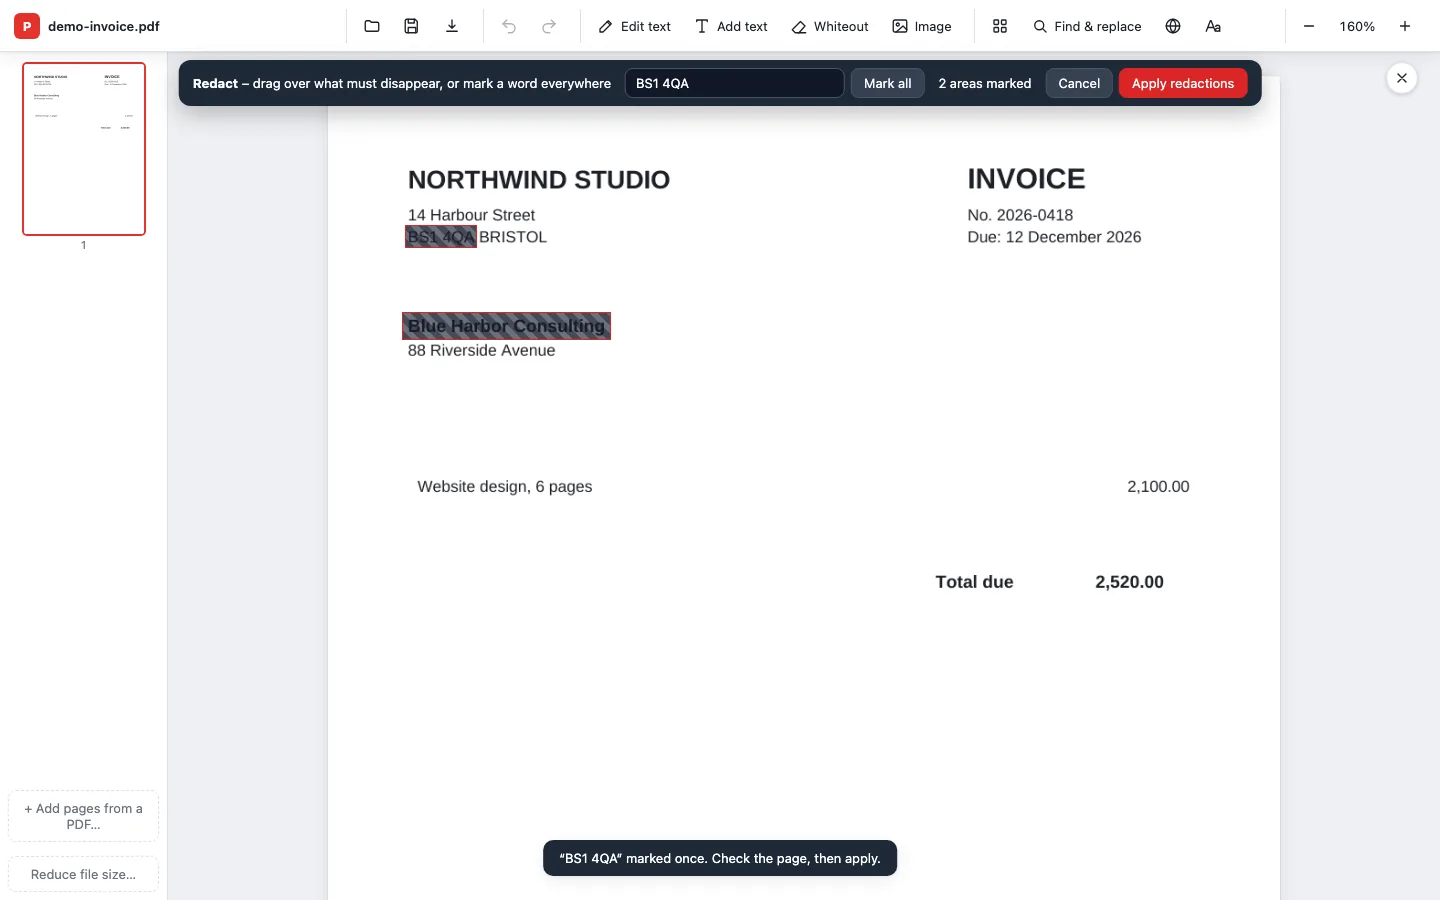 P demo-invoice.pdf
Edit text
Add text
Whiteout
Image
Find & replace
Aa
160%
Redact – drag over what must disappear, or mark a word everywhere
BS1 4QA
Mark all
2 areas marked
Cancel
Apply redactions
1
NORTHWIND STUDIO
14 Harbour Street
BS1 4QA BRISTOL
INVOICE
No. 2026-0418
Due: 12 December 2026
Blue Harbor Consulting
88 Riverside Avenue
Website design, 6 pages 2,100.00
Total due 2,520.00
+ Add pages from a
PDF...
Reduce file size...
“BS1 4QA” marked once. Check the page, then apply.